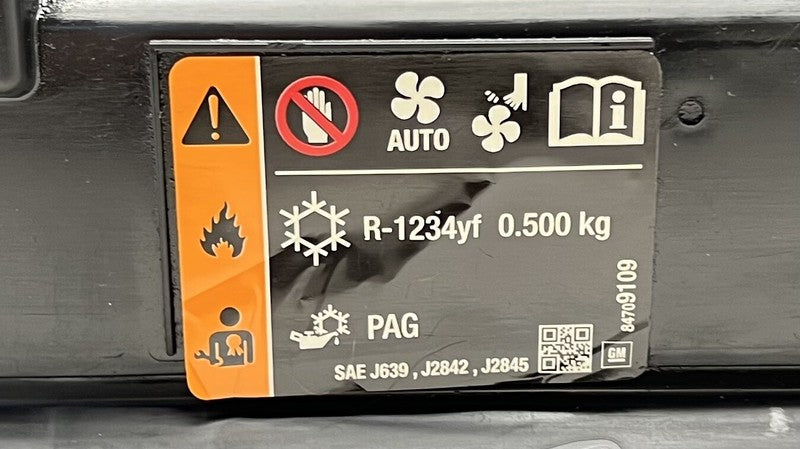 AUTO
i
R-1234yf 0.500 kg
PAG
SAE J639 , J2842 , J2845
GM
84709109